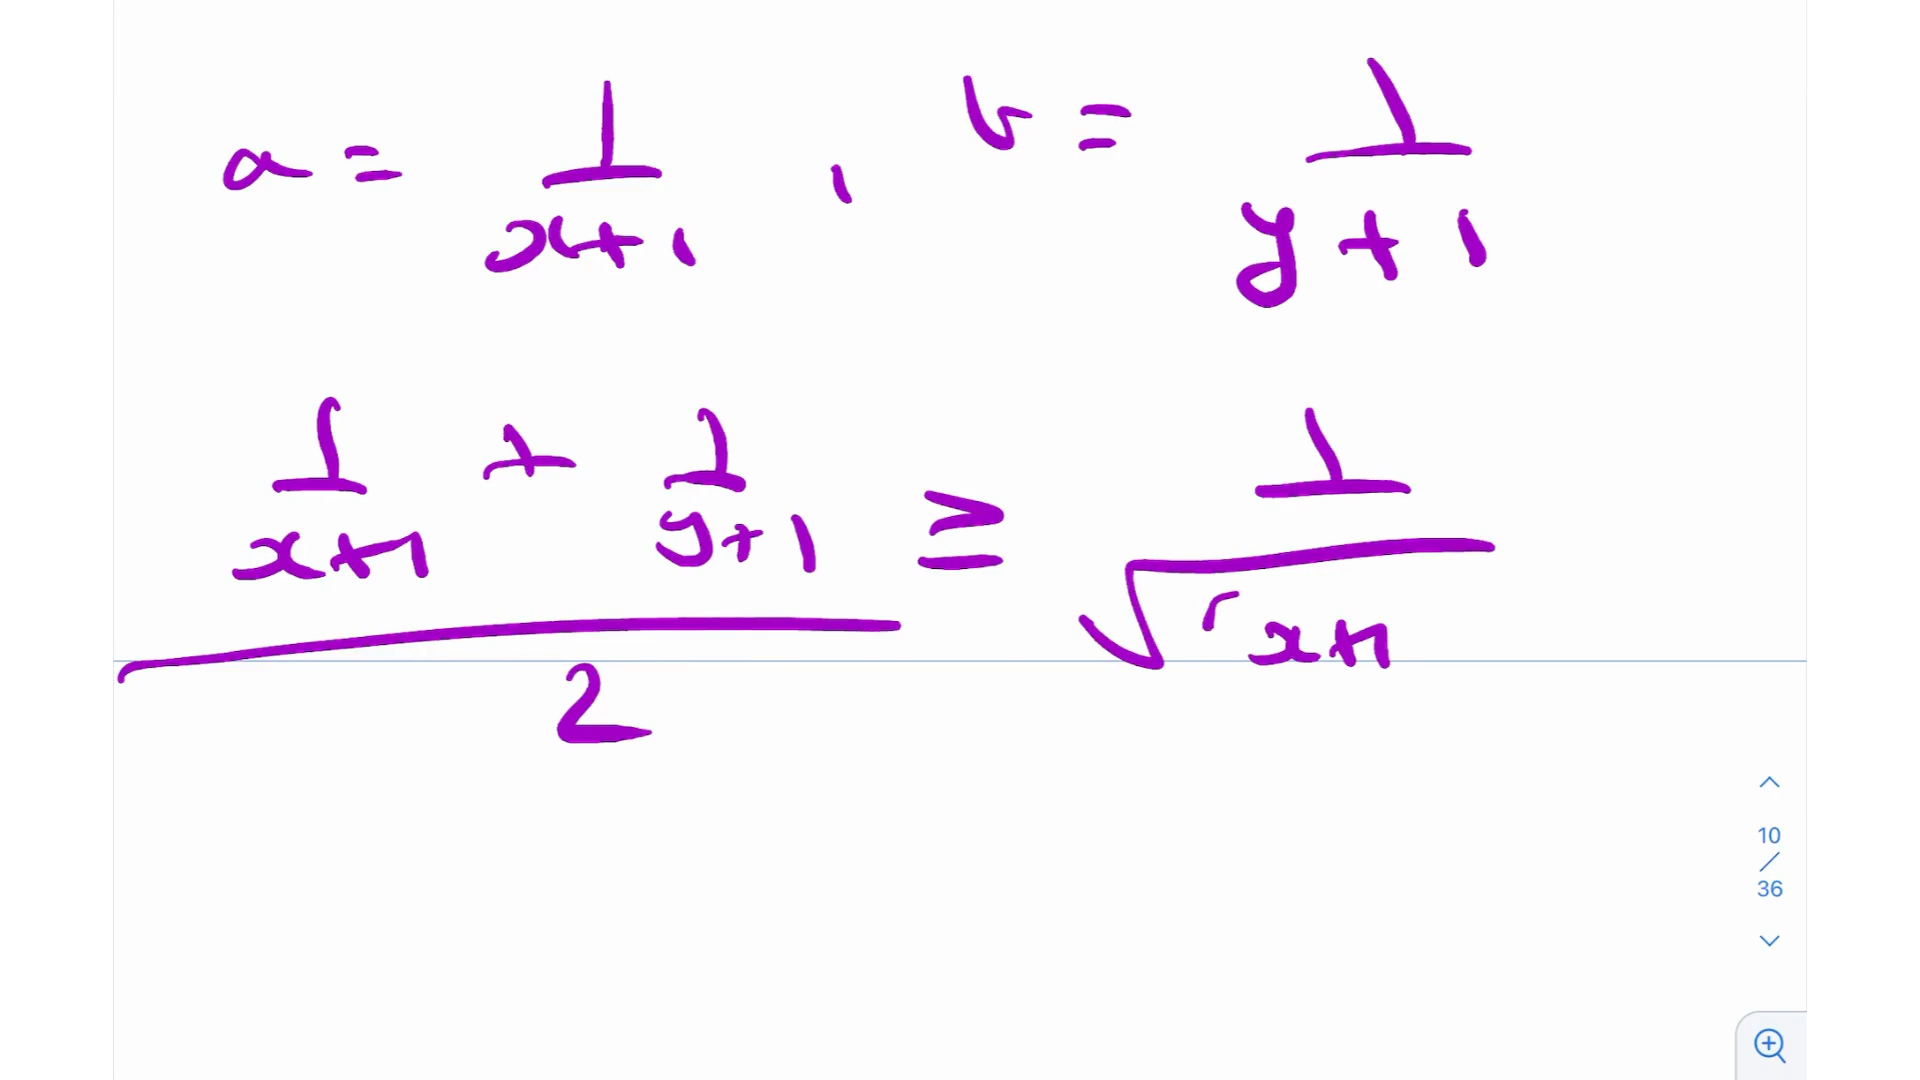 a = 1/(x+1) , b = 1/(y+1)
(1/(x+1) + 1/(y+1))/2 ≥ 1/√((x+1
10
/
36